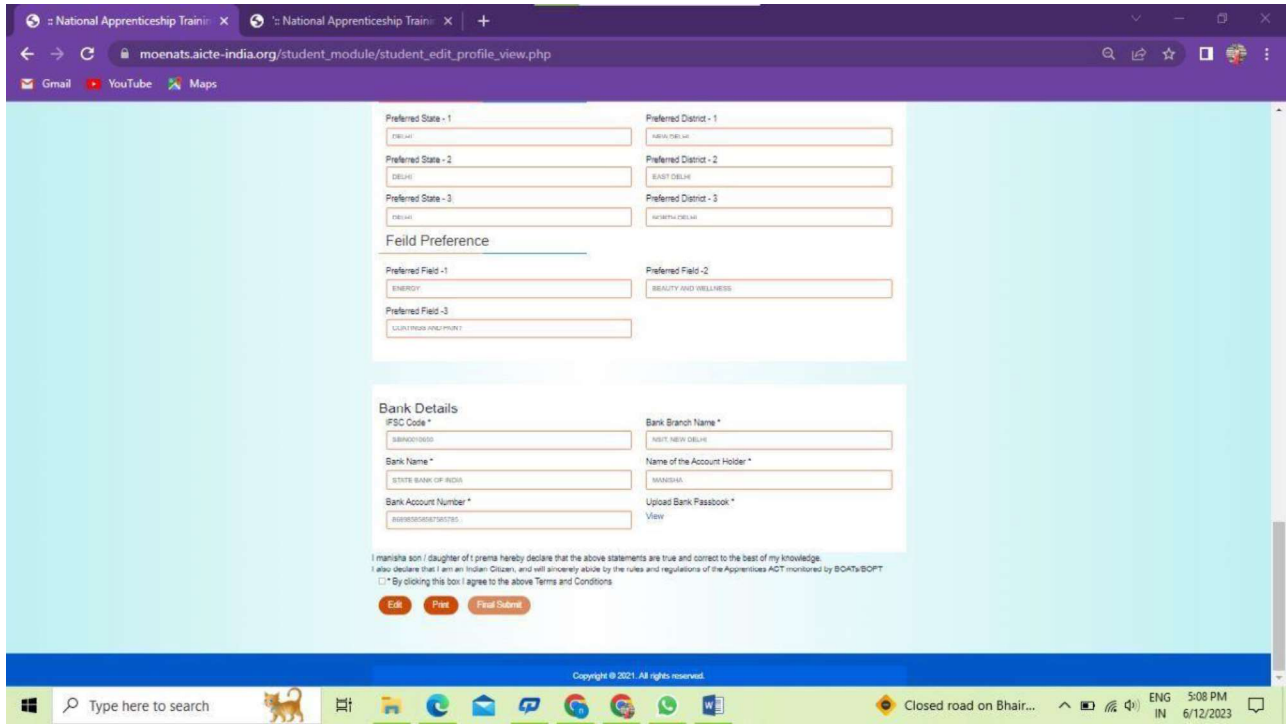 :: National Apprenticeship Trainin
':: National Apprenticeship Trainin
moenats.aicte-india.org/student_module/student_edit_profile_view.php
Gmail YouTube Maps
Preferred State - 1 Preferred District - 1
DELHI NEW DELHI
Preferred State - 2 Preferred District - 2
DELHI EAST DELHI
Preferred State - 3 Preferred District - 3
DELHI NORTH DELHI
Feild Preference
Preferred Field -1 Preferred Field -2
ENERGY BEAUTY AND WELLNESS
Preferred Field -3
COATINGS AND PAINT
Bank Details
IFSC Code * Bank Branch Name *
NEW DELHI
Bank Name * Name of the Account Holder *
STATE BANK OF INDIA MANISHA
Bank Account Number * Upload Bank Passbook *
View
I manisha son / daughter of t prema hereby declare that the above statements are true and correct to the best of my knowledge.
I also declare that I am an Indian Citizen, and will sincerely abide by the rules and regulations of the Apprentices ACT monitored by BOATs/BOPT
* By clicking this box I agree to the above Terms and Conditions
Edit Print Final Submit
Copyright © 2021. All rights reserved.
Type here to search
Closed road on Bhair...
ENG 5:08 PM
IN 6/12/2023